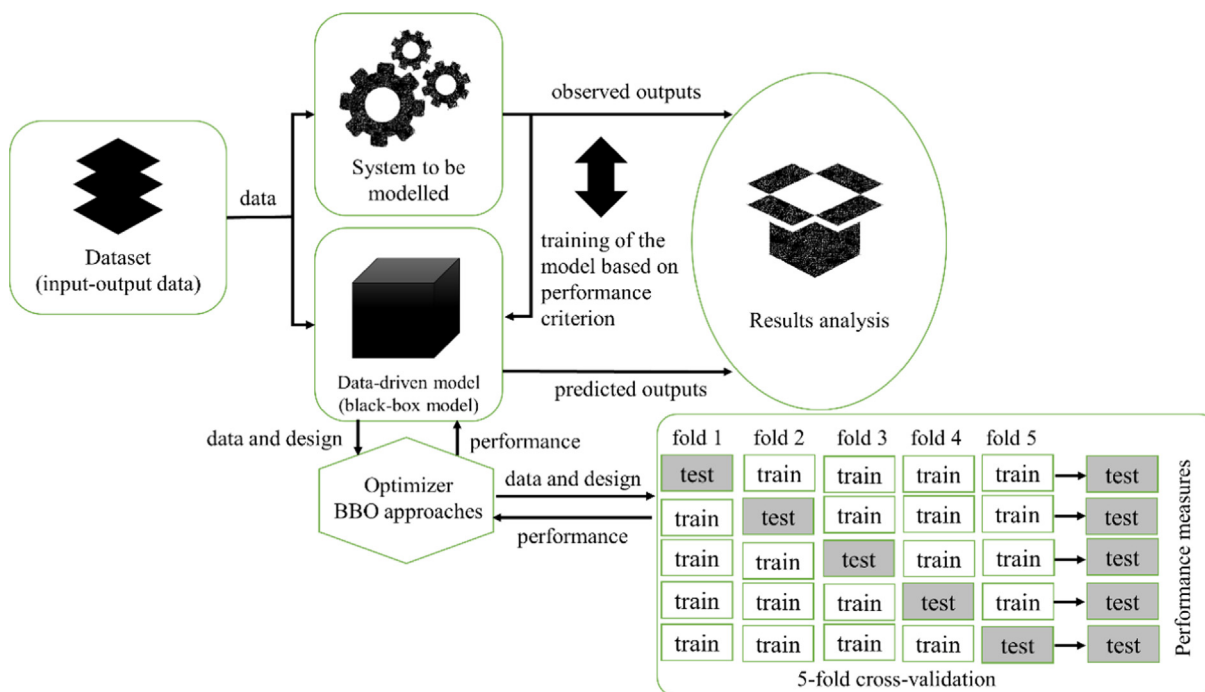 observed outputs
System to be
modelled
data
Dataset
(input-output data)
training of the
model based on
performance
criterion
Results analysis
Data-driven model
(black-box model)
predicted outputs
data and design
performance
Optimizer
BBO approaches
data and design
performance
fold 1 fold 2 fold 3 fold 4 fold 5
test train train train train test
train test train train train test
train train test train train test
train train train test train test
train train train train test test
5-fold cross-validation
Performance measures